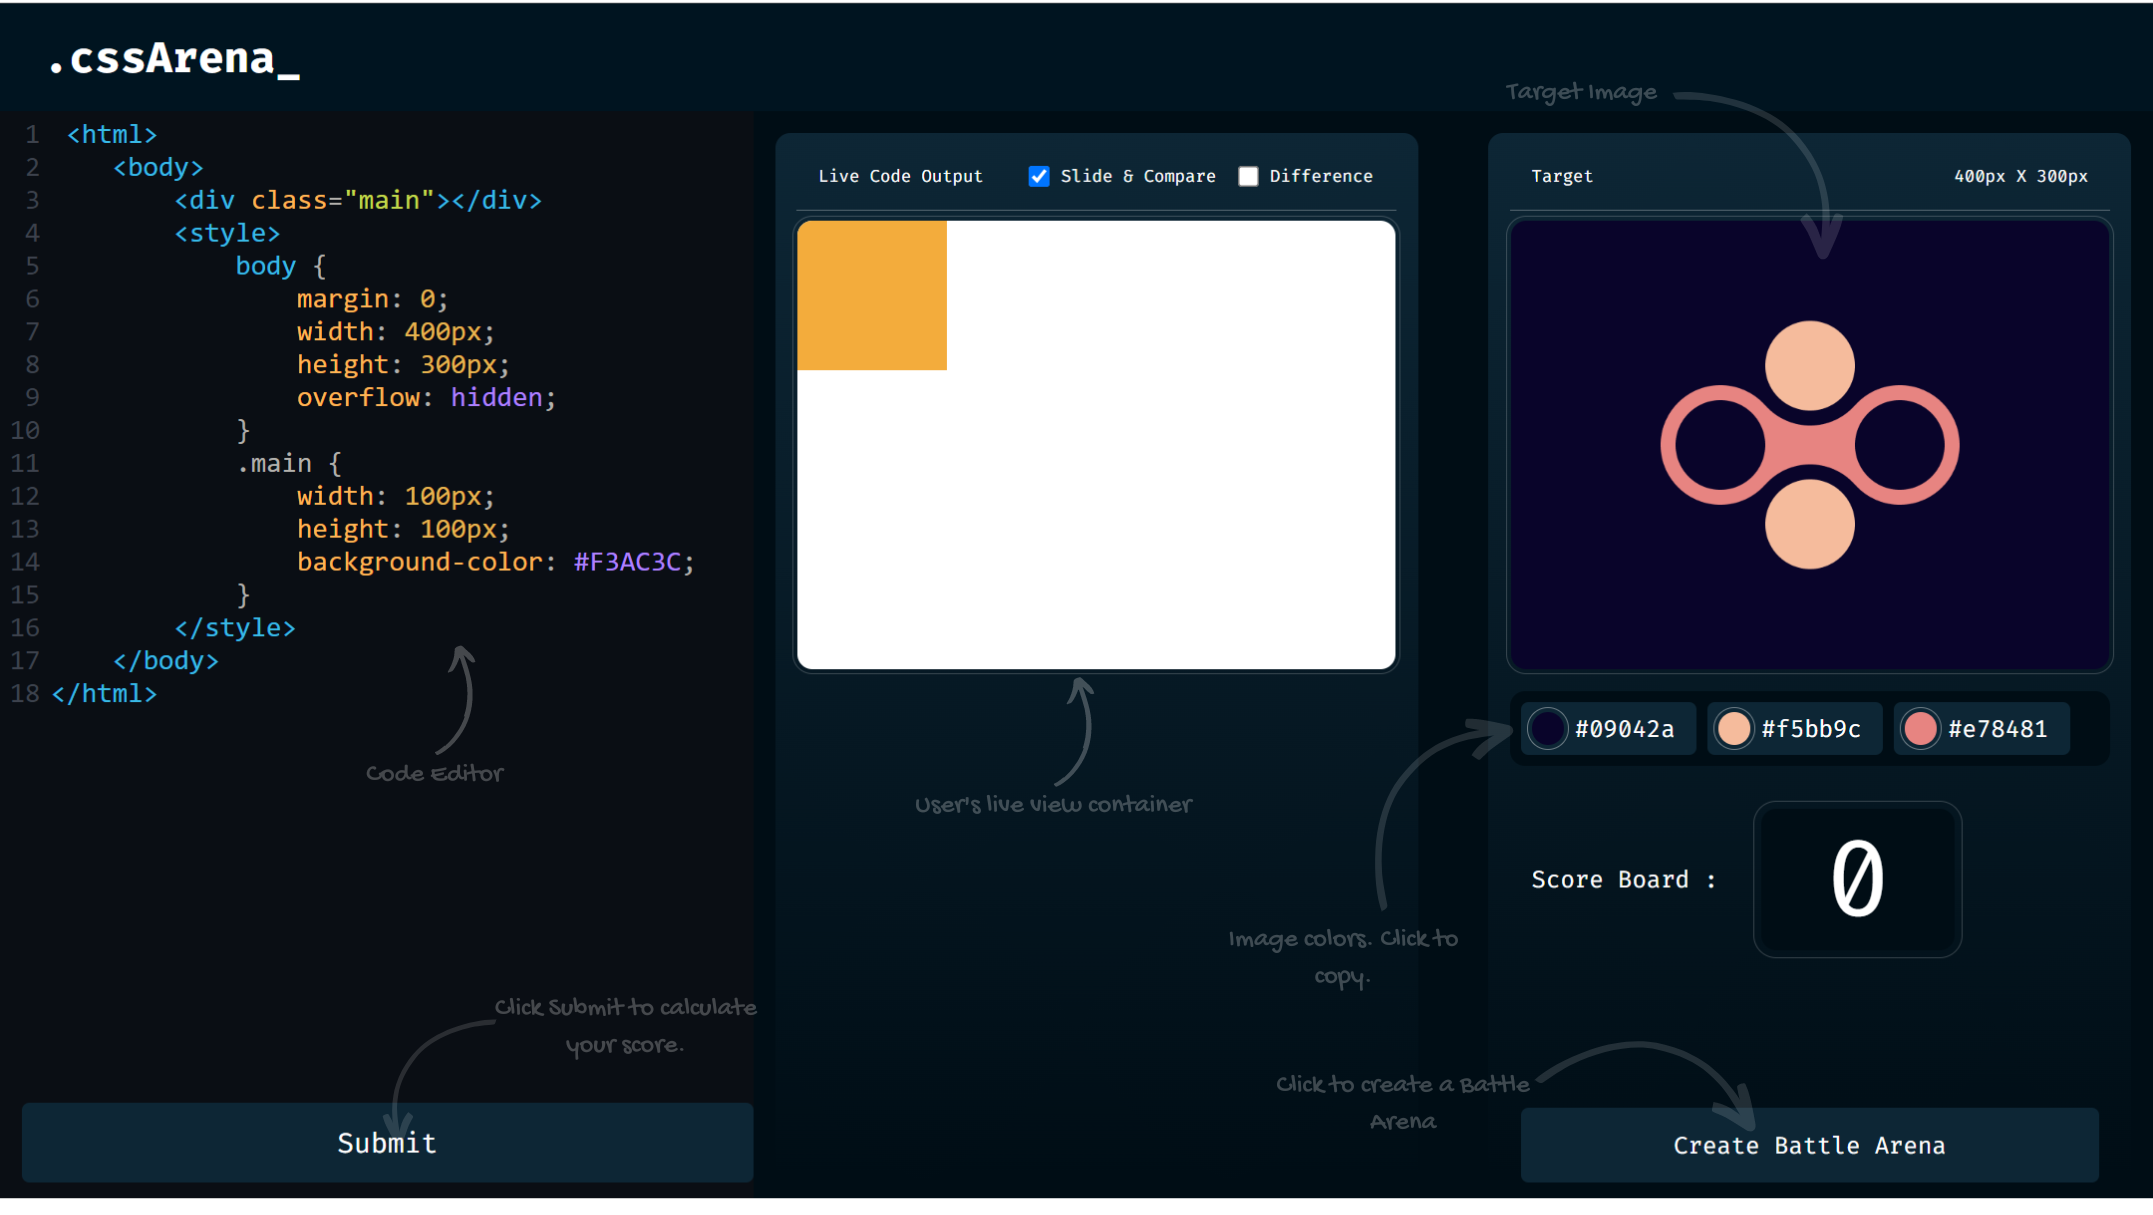 .cssArena_
1 <html>
2 <body>
3 <div class="main"></div>
4 <style>
5 body {
6 margin: 0;
7 width: 400px;
8 height: 300px;
9 overflow: hidden;
10 }
11 .main {
12 width: 100px;
13 height: 100px;
14 background-color: #F3AC3C;
15 }
16 </style>
17 </body>
18 </html>
Code Editor
Click Submit to calculate
your score.
Submit
Live Code Output Slide & Compare Difference
User's live view container
Target Image
Target 400px X 300px
#09042a #f5bb9c #e78481
Image colors. Click to
copy.
Score Board : 0
Click to create a Battle
Arena
Create Battle Arena